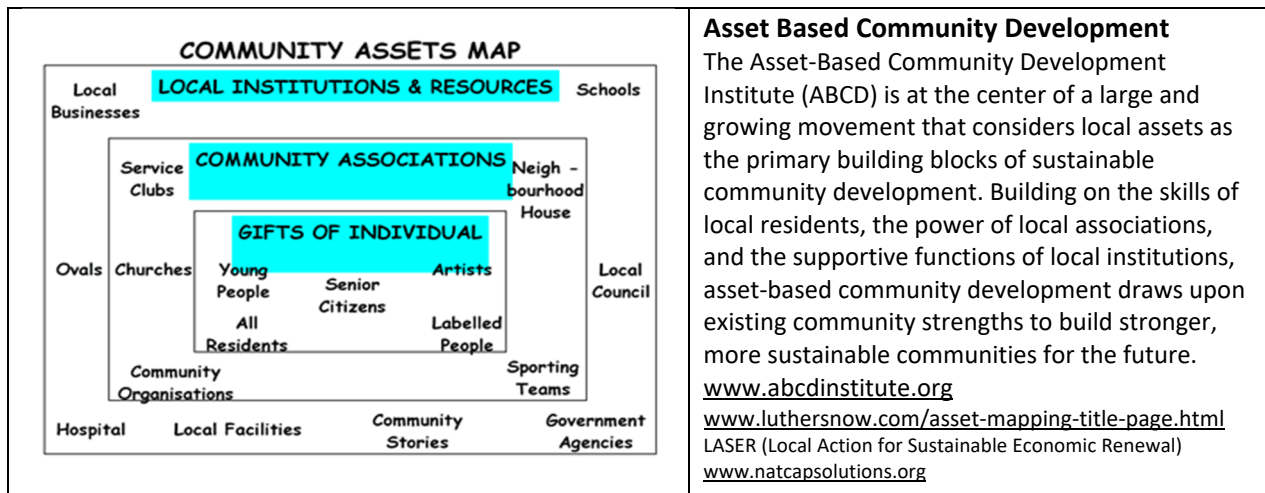 COMMUNITY ASSETS MAP
LOCAL INSTITUTIONS & RESOURCES
Local
Businesses
Schools
COMMUNITY ASSOCIATIONS
Service
Clubs
Neigh -
bourhood
House
GIFTS OF INDIVIDUAL
Ovals
Churches
Young
People
Senior
Citizens
Artists
Local
Council
All
Residents
Labelled
People
Community
Organisations
Sporting
Teams
Hospital
Local Facilities
Community
Stories
Government
Agencies
Asset Based Community Development
The Asset-Based Community Development
Institute (ABCD) is at the center of a large and
growing movement that considers local assets as
the primary building blocks of sustainable
community development. Building on the skills of
local residents, the power of local associations,
and the supportive functions of local institutions,
asset-based community development draws upon
existing community strengths to build stronger,
more sustainable communities for the future.
www.abcdinstitute.org
www.luthersnow.com/asset-mapping-title-page.html
LASER (Local Action for Sustainable Economic Renewal)
www.natcapsolutions.org